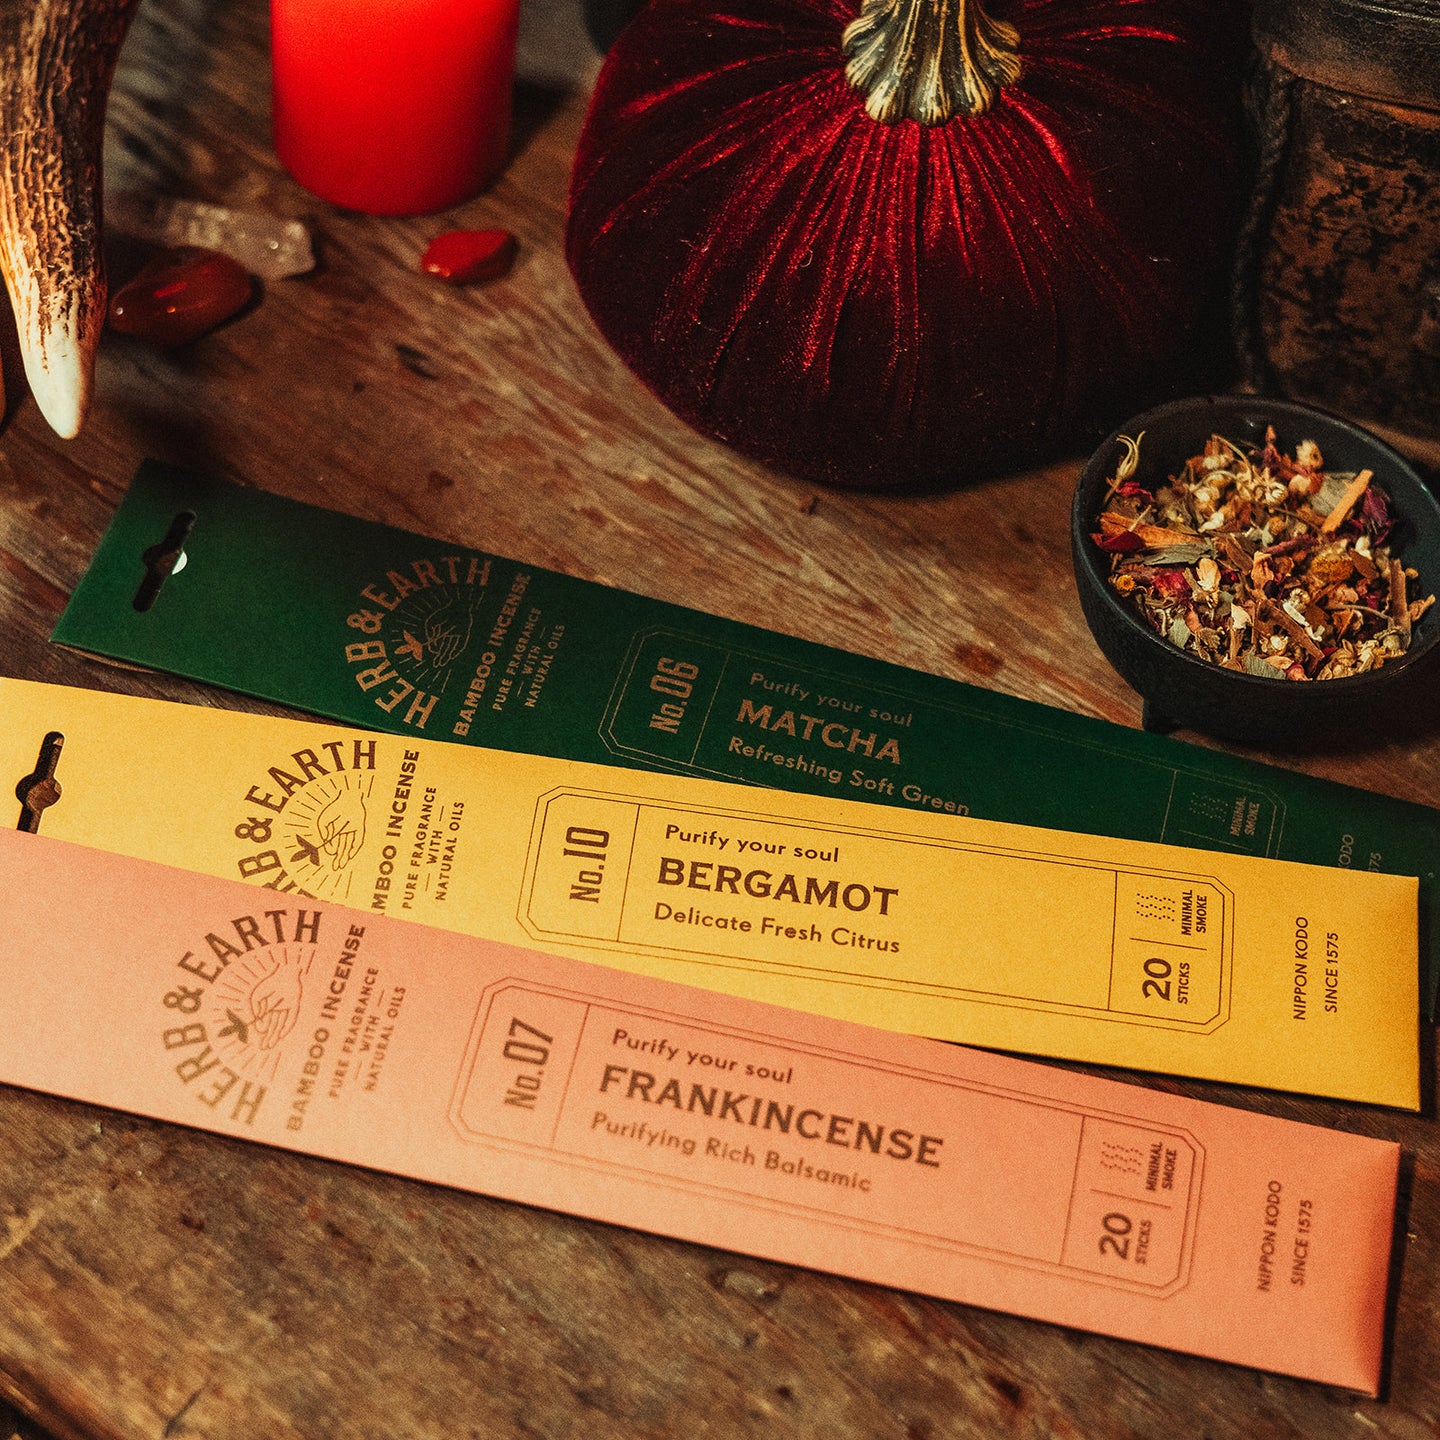 HERB & EARTH
BAMBOO INCENSE
PURE FRAGRANCE
WITH
NATURAL OILS
No.06
Purify your soul
MATCHA
Refreshing Soft Green
MINIMAL
SMOKE
HERB & EARTH
BAMBOO INCENSE
PURE FRAGRANCE
WITH
NATURAL OILS
No.10
Purify your soul
BERGAMOT
Delicate Fresh Citrus
MINIMAL
SMOKE
20
STICKS
NIPPON KODO
SINCE 1575
HERB & EARTH
BAMBOO INCENSE
PURE FRAGRANCE
WITH
NATURAL OILS
No.07
Purify your soul
FRANKINCENSE
Purifying Rich Balsamic
MINIMAL
SMOKE
20
STICKS
NIPPON KODO
SINCE 1575